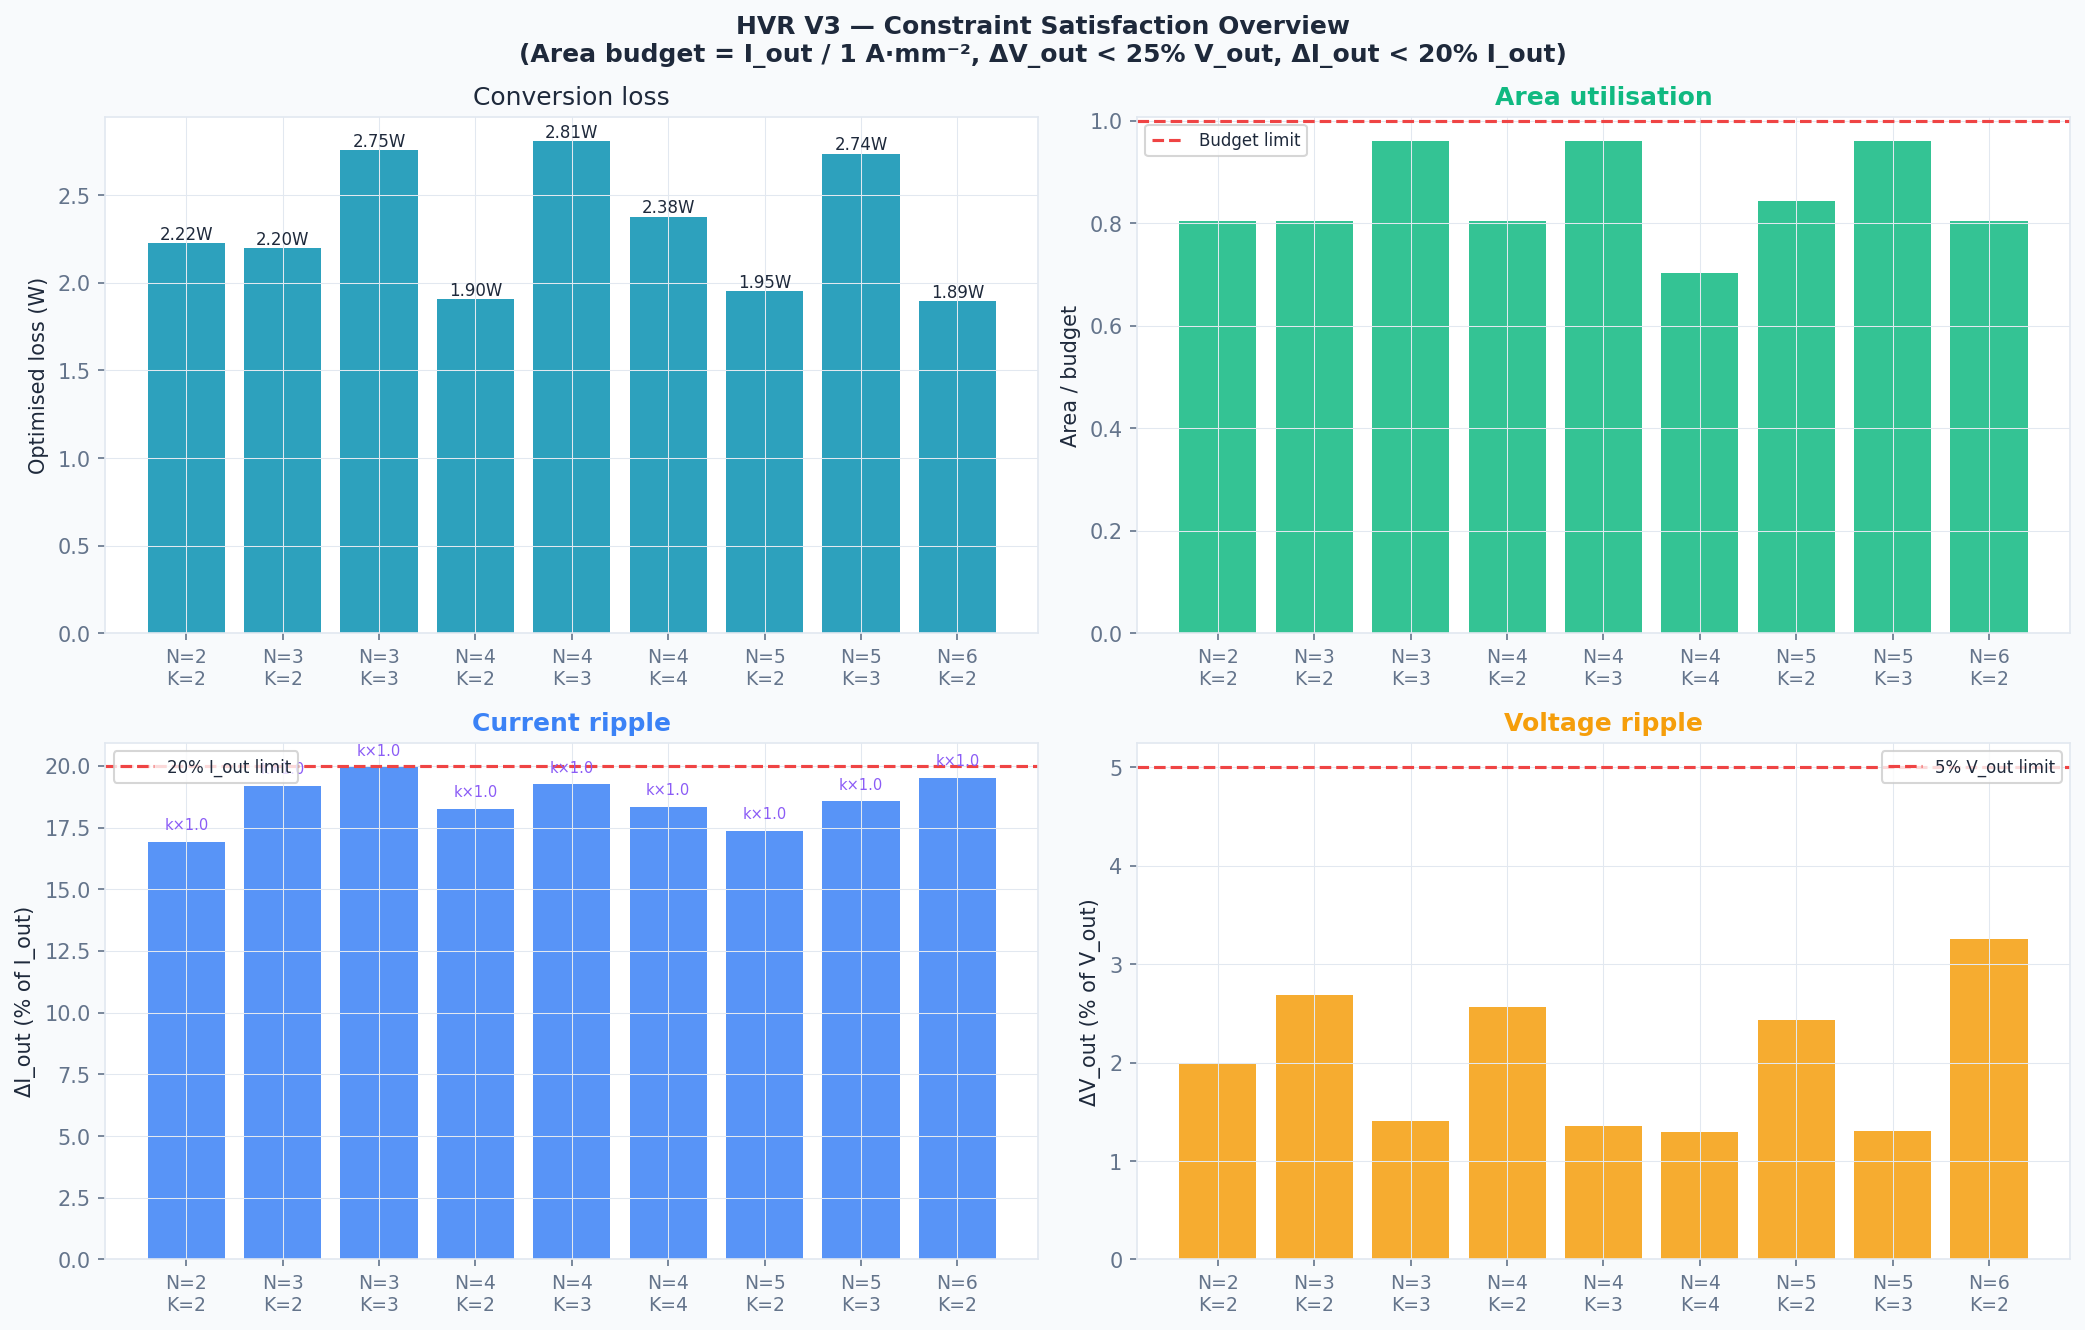 HVR V3 — Constraint Satisfaction Overview
(Area budget = I_out / 1 A·mm⁻², ΔV_out < 25% V_out, ΔI_out < 20% I_out)
Conversion loss
Optimised loss (W)
2.5
2.0
1.5
1.0
0.5
0.0
2.22W
2.20W
2.75W
1.90W
2.81W
2.38W
1.95W
2.74W
1.89W
N=2 N=3 N=3 N=4 N=4 N=4 N=5 N=5 N=6
K=2 K=2 K=3 K=2 K=3 K=4 K=2 K=3 K=2
Area utilisation
Area / budget
1.0
0.8
0.6
0.4
0.2
0.0
Budget limit
N=2 N=3 N=3 N=4 N=4 N=4 N=5 N=5 N=6
K=2 K=2 K=3 K=2 K=3 K=4 K=2 K=3 K=2
Current ripple
ΔI_out (% of I_out)
20.0
17.5
15.0
12.5
10.0
7.5
5.0
2.5
0.0
20% I_out limit
k×1.0
k×1.0
k×1.0
k×1.0
k×1.0
k×1.0
k×1.0
k×1.0
N=2 N=3 N=3 N=4 N=4 N=4 N=5 N=5 N=6
K=2 K=2 K=3 K=2 K=3 K=4 K=2 K=3 K=2
Voltage ripple
ΔV_out (% of V_out)
5
4
3
2
1
0
5% V_out limit
N=2 N=3 N=3 N=4 N=4 N=4 N=5 N=5 N=6
K=2 K=2 K=3 K=2 K=3 K=4 K=2 K=3 K=2